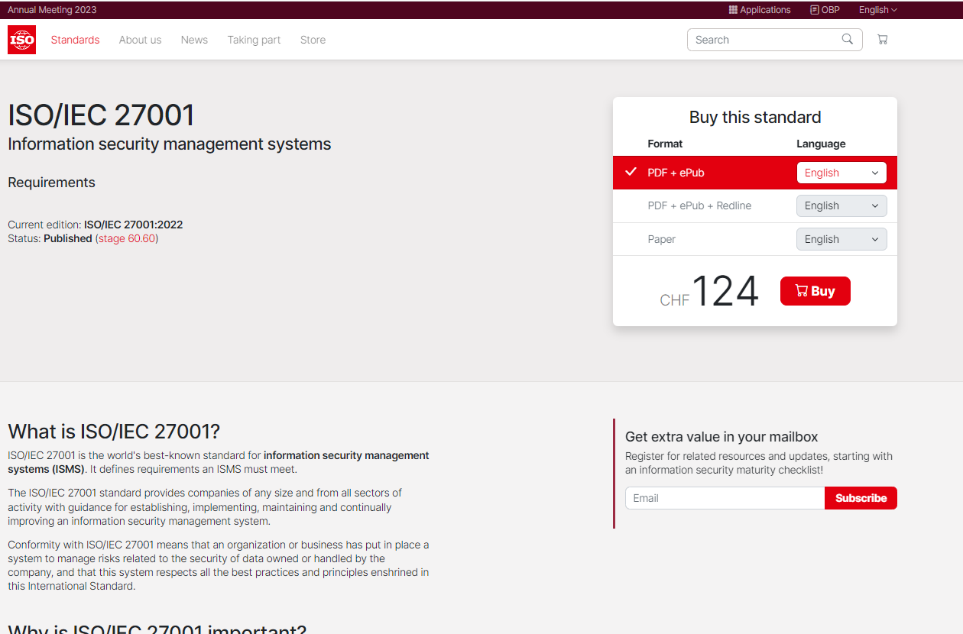 Annual Meeting 2023
Applications
OBP
English
ISO
Standards
About us
News
Taking part
Store
Search
ISO/IEC 27001
Information security management systems
Requirements
Current edition: ISO/IEC 27001:2022
Status: Published (stage 60.60)
Buy this standard
Format Language
PDF + ePub English
PDF + ePub + Redline English
Paper English
CHF 124 Buy
What is ISO/IEC 27001?
ISO/IEC 27001 is the world's best-known standard for information security management
systems (ISMS). It defines requirements an ISMS must meet.
The ISO/IEC 27001 standard provides companies of any size and from all sectors of
activity with guidance for establishing, implementing, maintaining and continually
improving an information security management system.
Conformity with ISO/IEC 27001 means that an organization or business has put in place a
system to manage risks related to the security of data owned or handled by the
company, and that this system respects all the best practices and principles enshrined in
this International Standard.
Get extra value in your mailbox
Register for related resources and updates, starting with
an information security maturity checklist!
Email Subscribe
Why is ISO/IEC 27001 important?